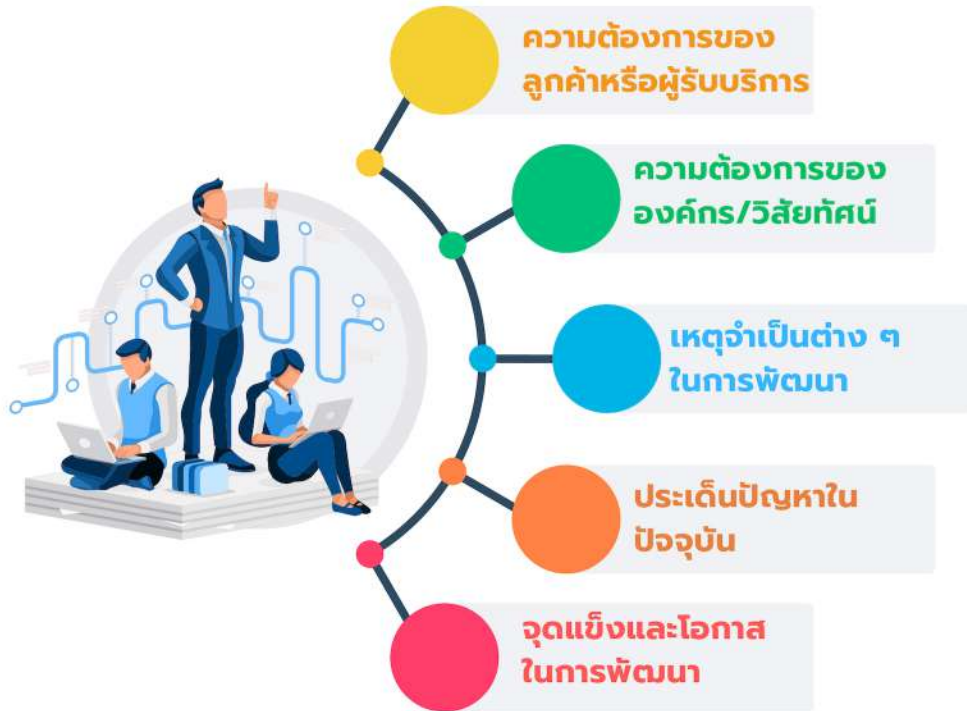 ความต้องการของ
ลูกค้าหรือผู้รับบริการ
ความต้องการของ
องค์กร/วิสัยทัศน์
เหตุจำเป็นต่าง ๆ
ในการพัฒนา
ประเด็นปัญหาใน
ปัจจุบัน
จุดแข็งและโอกาส
ในการพัฒนา